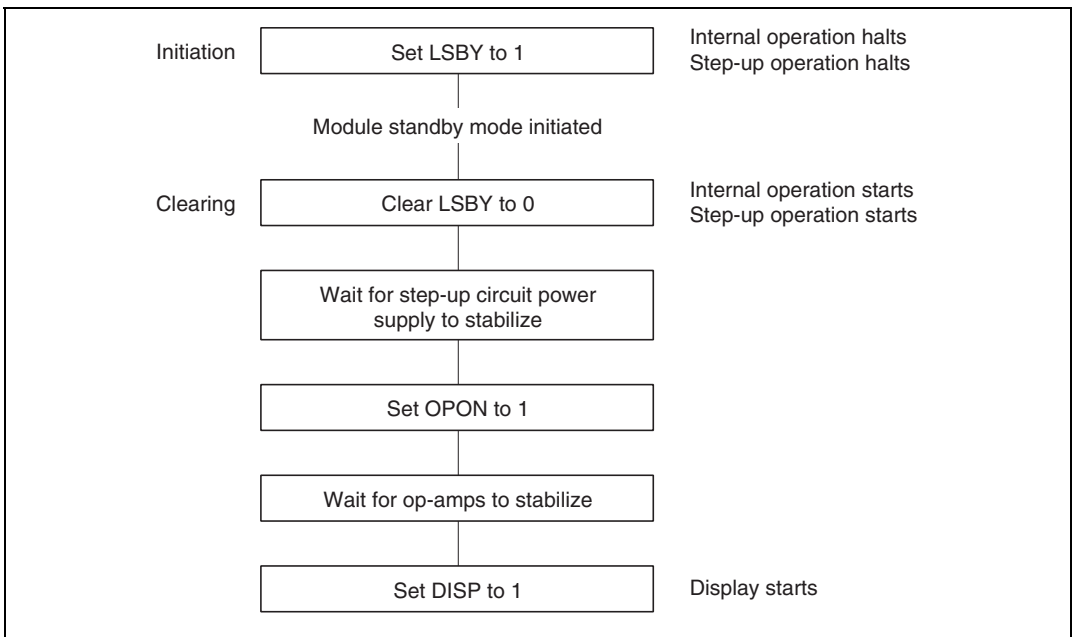 Initiation
Set LSBY to 1
Internal operation halts
Step-up operation halts
Module standby mode initiated
Clearing
Clear LSBY to 0
Internal operation starts
Step-up operation starts
Wait for step-up circuit power
supply to stabilize
Set OPON to 1
Wait for op-amps to stabilize
Set DISP to 1
Display starts